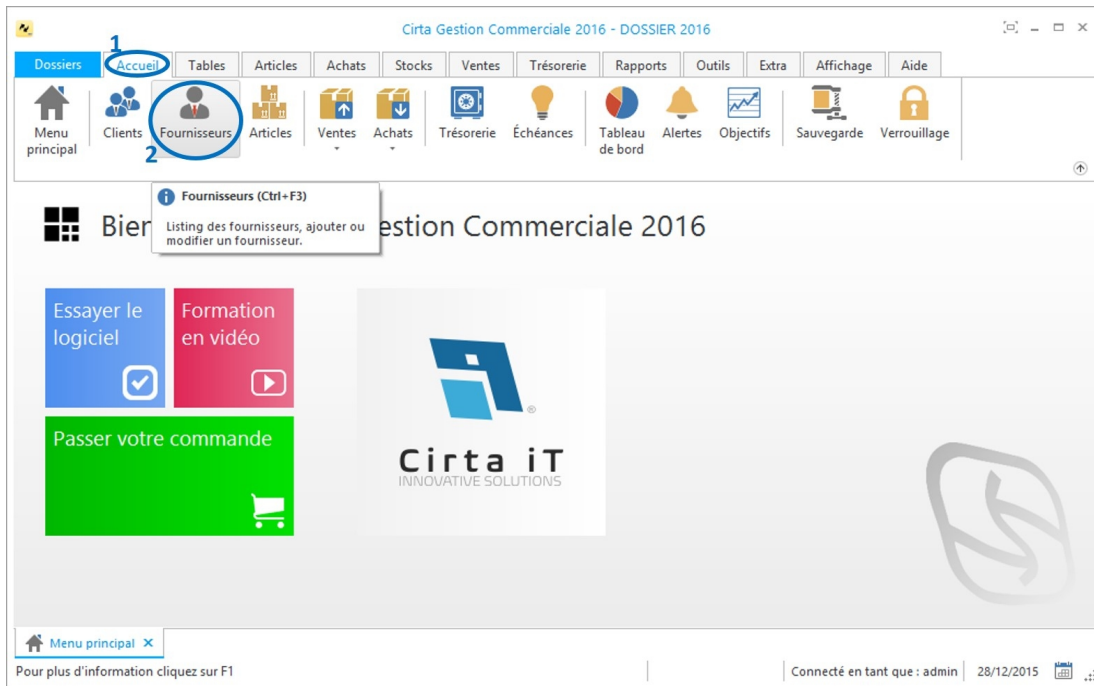 Cirta Gestion Commerciale 2016 - DOSSIER 2016
1
Dossiers Accueil Tables Articles Achats Stocks Ventes Trésorerie Rapports Outils Extra Affichage Aide
Menu principal
Clients
Fournisseurs
Articles
Ventes
Achats
Trésorerie
Échéances
Tableau de bord
Alertes
Objectifs
Sauvegarde
Verrouillage
2
Fournisseurs (Ctrl+F3)
Listing des fournisseurs, ajouter ou
modifier un fournisseur.
Bien estion Commerciale 2016
Essayer le
logiciel
Formation
en vidéo
Passer votre commande
Cirta iT
INNOVATIVE SOLUTIONS
Menu principal
Pour plus d'information cliquez sur F1
Connecté en tant que : admin 28/12/2015